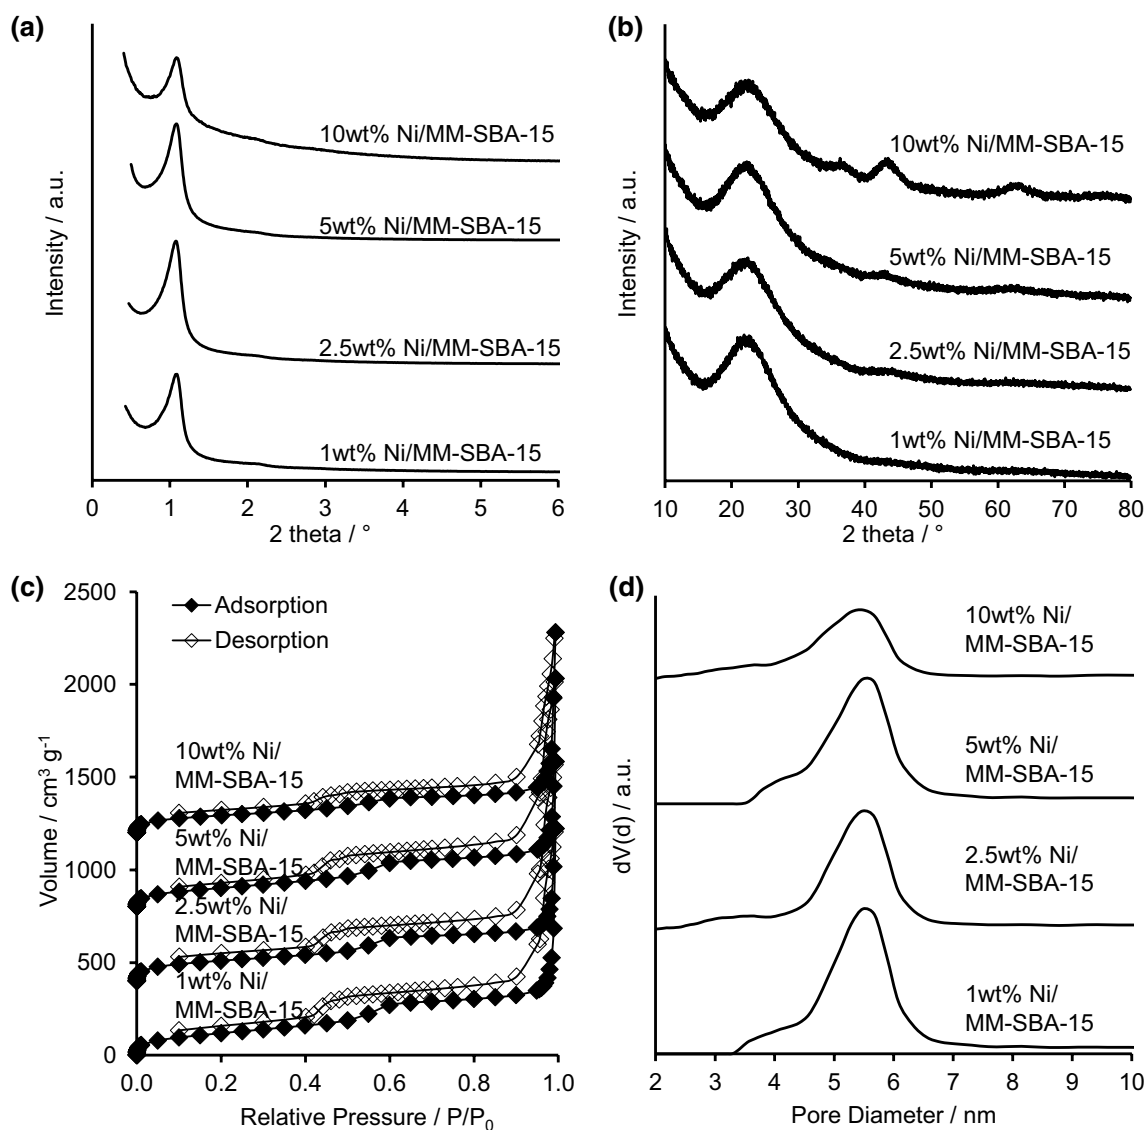 (a)
10wt% Ni/MM-SBA-15
5wt% Ni/MM-SBA-15
2.5wt% Ni/MM-SBA-15
1wt% Ni/MM-SBA-15
Intensity / a.u.
0 1 2 3 4 5 6
2 theta / °
(b)
10wt% Ni/MM-SBA-15
5wt% Ni/MM-SBA-15
2.5wt% Ni/MM-SBA-15
1wt% Ni/MM-SBA-15
Intensity / a.u.
10 20 30 40 50 60 70 80
2 theta / °
(c)
2500
2000
1500
1000
500
0
Volume / cm³ g⁻¹
Adsorption
Desorption
10wt% Ni/
MM-SBA-15
5wt% Ni/
MM-SBA-15
2.5wt% Ni/
MM-SBA-15
1wt% Ni/
MM-SBA-15
0.0 0.2 0.4 0.6 0.8 1.0
Relative Pressure / P/P₀
(d)
dV(d) / a.u.
10wt% Ni/
MM-SBA-15
5wt% Ni/
MM-SBA-15
2.5wt% Ni/
MM-SBA-15
1wt% Ni/
MM-SBA-15
2 3 4 5 6 7 8 9 10
Pore Diameter / nm